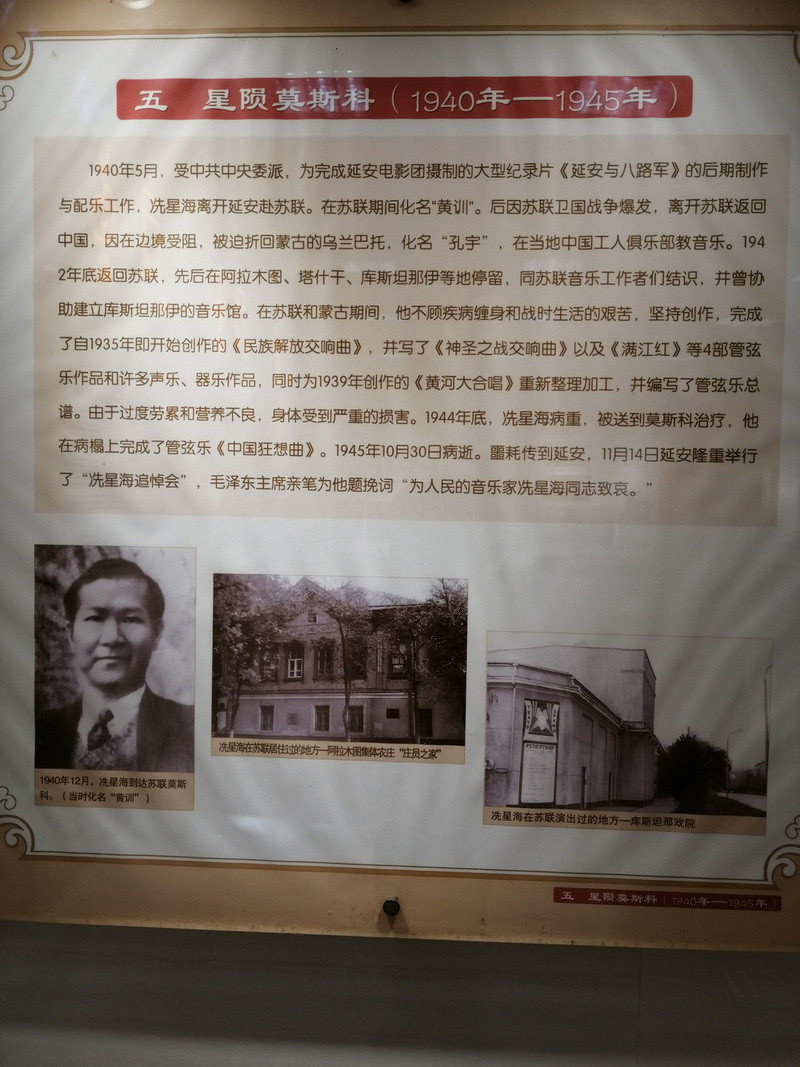 五 星陨莫斯科（1940年—1945年）
1940年5月，受中共中央委派，为完成延安电影团摄制的大型纪录片《延安与八路军》的后期制作
与配乐工作，冼星海离开延安赴苏联。在苏联期间化名"黄训"。后因苏联卫国战争爆发，离开苏联返回
中国，因在边境受阻，被迫折回蒙古的乌兰巴托，化名“孔宇”，在当地中国工人俱乐部教音乐。194
2年底返回苏联，先后在阿拉木图、塔什干、库斯坦那伊等地停留，同苏联音乐工作者们结识，并曾协
助建立库斯坦那伊的音乐馆。在苏联和蒙古期间，他不顾疾病缠身和战时生活的艰苦，坚持创作，完成
了自1935年即开始创作的《民族解放交响曲》，并写了《神圣之战交响曲》以及《满江红》等4部管弦
乐作品和许多声乐、器乐作品，同时为1939年创作的《黄河大合唱》重新整理加工，并编写了管弦乐总
谱。由于过度劳累和营养不良，身体受到严重的损害。1944年底，冼星海病重，被送到莫斯科治疗，他
在病榻上完成了管弦乐《中国狂想曲》。1945年10月30日病逝。噩耗传到延安，11月14日延安隆重举行
了“冼星海追悼会”，毛泽东主席亲笔为他题挽词“为人民的音乐家冼星海同志致哀。”
1940年12月，冼星海到达苏联莫斯
科。（当时化名“黄训”）
冼星海在苏联居住过的地方—阿拉木图集体农庄“庄员之家”
РЕПЕРТУАР
冼星海在苏联演出过的地方—库斯坦那戏院
五 星陨莫斯科（1940年—1945年）